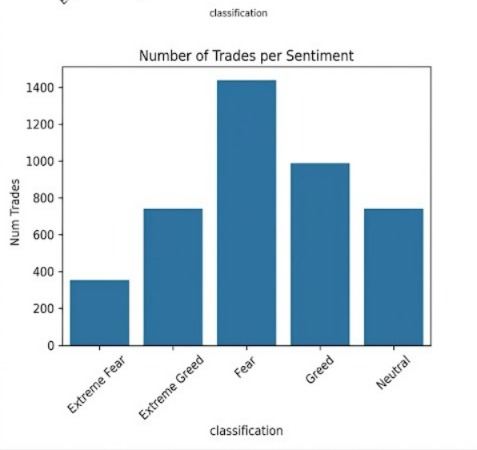 classification
Number of Trades per Sentiment
1400
1200
1000
800
600
400
200
0
Num Trades
Extreme Fear
Extreme Greed
Fear
Greed
Neutral
classification